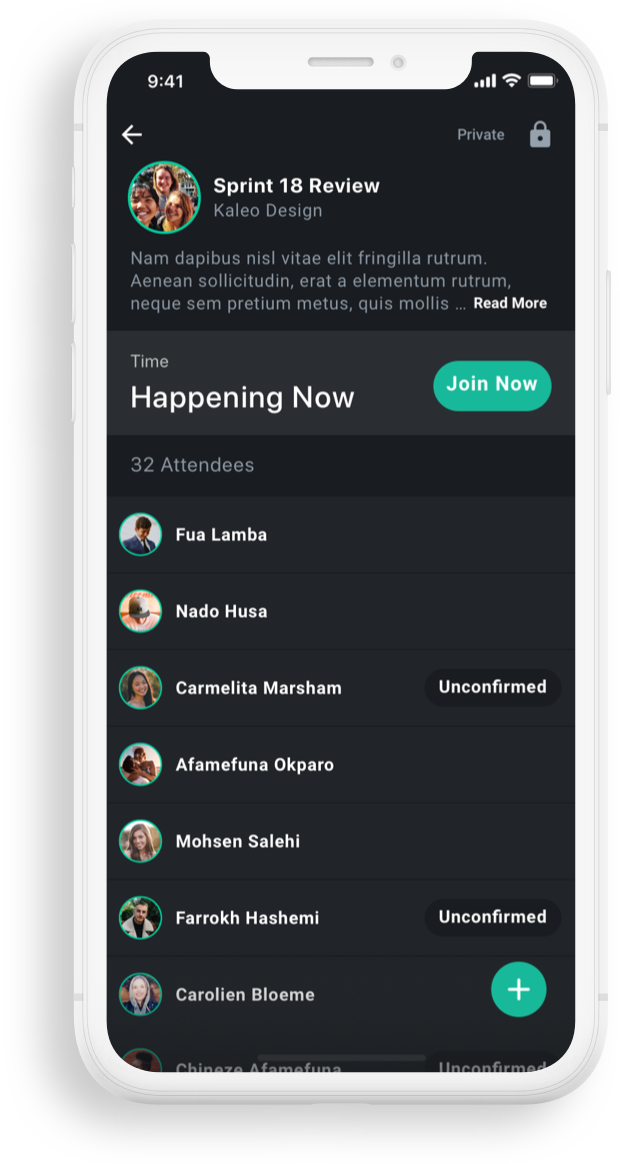 9:41
Private
Sprint 18 Review
Kaleo Design
Nam dapibus nisl vitae elit fringilla rutrum.
Aenean sollicitudin, erat a elementum rutrum,
neque sem pretium metus, quis mollis ... Read More
Time
Happening Now
Join Now
32 Attendees
Fua Lamba
Nado Husa
Carmelita Marsham
Unconfirmed
Afamefuna Okparo
Mohsen Salehi
Farrokh Hashemi
Unconfirmed
Carolien Bloeme
Chineze Afamefuna
Unconfirmed